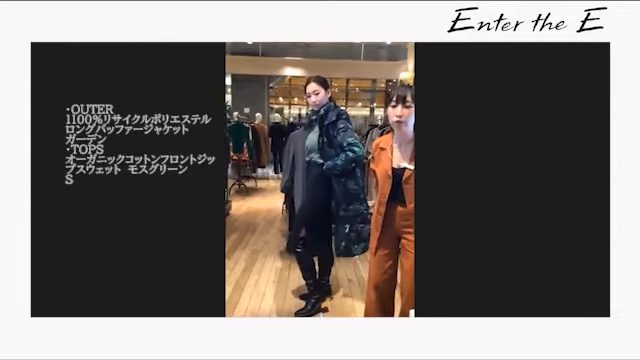 Enter the E
・OUTER
1100%リサイクルポリエステル
ロングパッファージャケット
ガーデン
・TOPS
オーガニックコットンフロントジッ
プスウェット モスグリーン
S